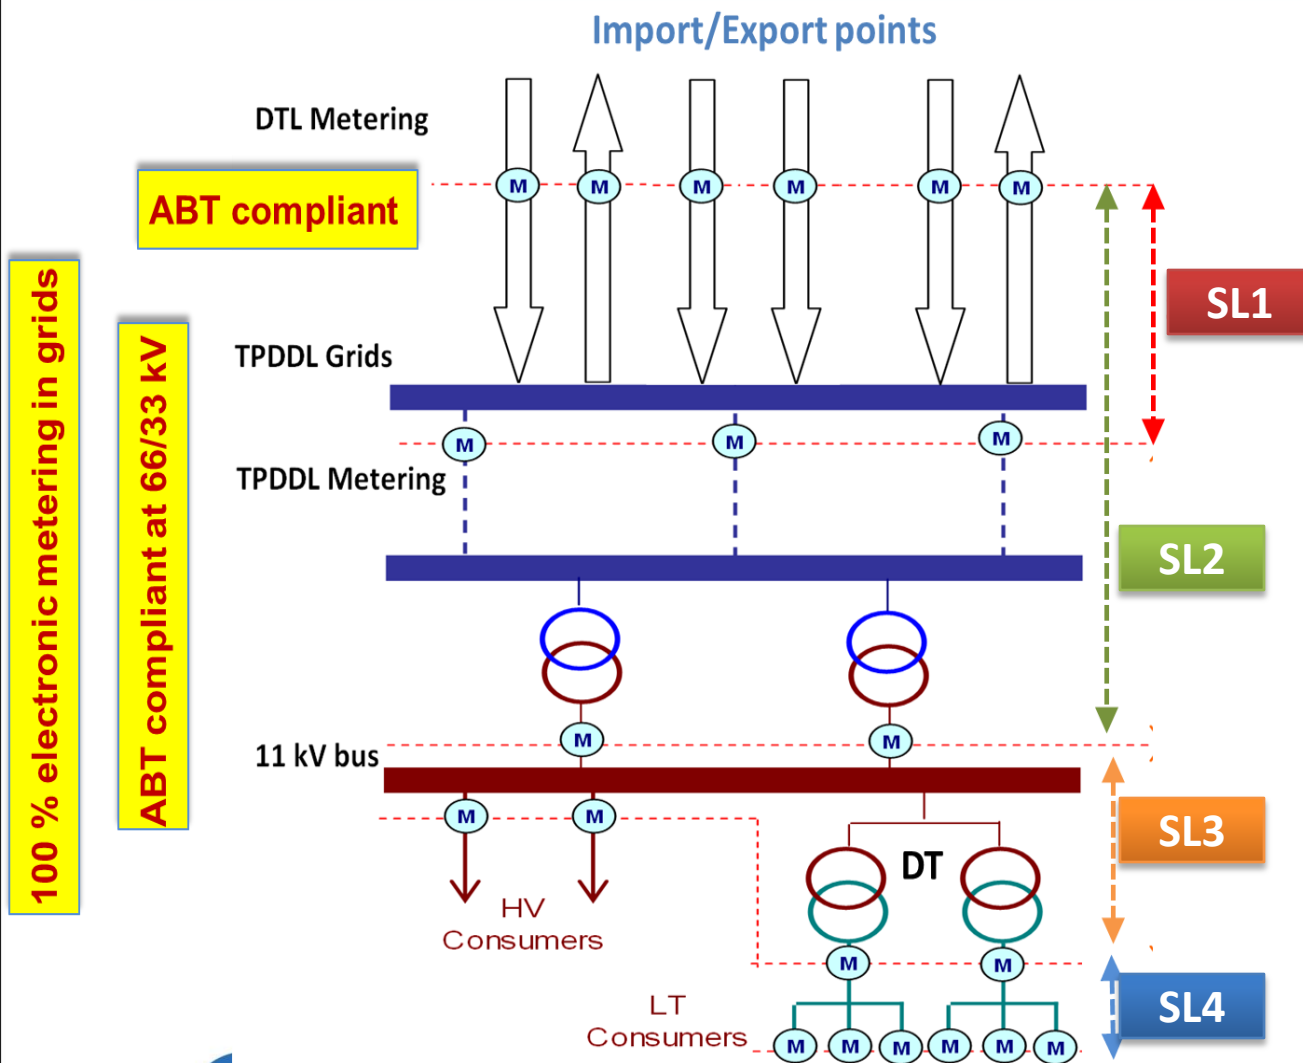 Import/Export points
DTL Metering
M M M M M M
ABT compliant
SL1
100 % electronic metering in grids
ABT compliant at 66/33 kV
TPDDL Grids
M M M
TPDDL Metering
SL2
M M
11 kV bus
M M
SL3
DT
HV
Consumers
M M
LT
Consumers
SL4
M M M M M M